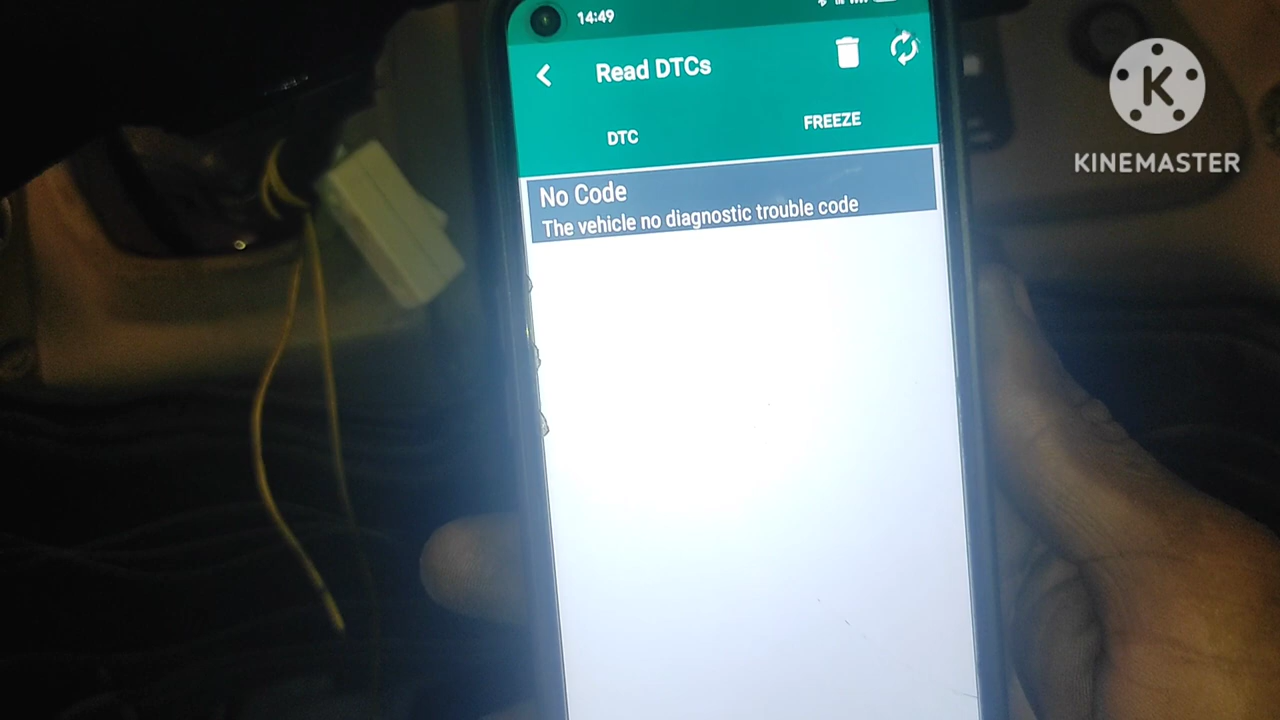 14:49
Read DTCs
DTC
FREEZE
No Code
The vehicle no diagnostic trouble code
K
KINEMASTER